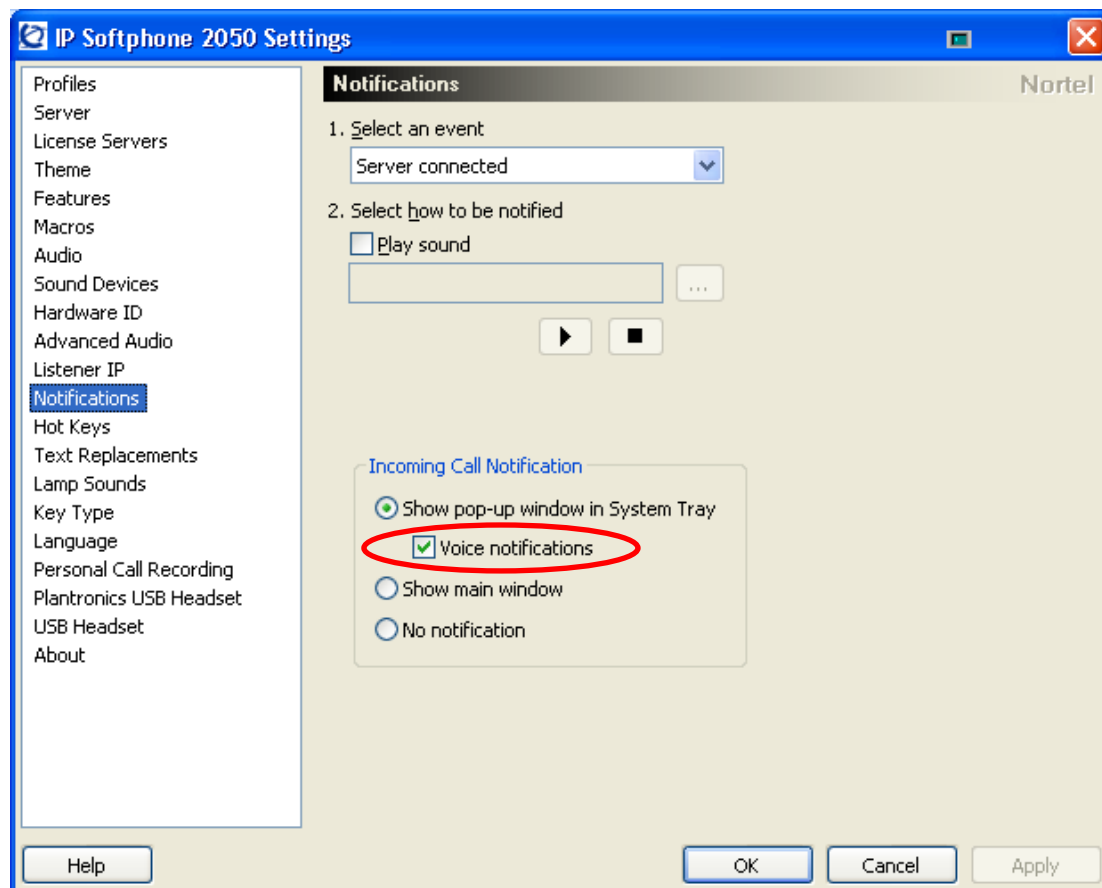 IP Softphone 2050 Settings
Profiles
Server
License Servers
Theme
Features
Macros
Audio
Sound Devices
Hardware ID
Advanced Audio
Listener IP
Notifications
Hot Keys
Text Replacements
Lamp Sounds
Key Type
Language
Personal Call Recording
Plantronics USB Headset
USB Headset
About
Notifications Nortel
1. Select an event
Server connected
2. Select how to be notified
Play sound
...
Incoming Call Notification
Show pop-up window in System Tray
Voice notifications
Show main window
No notification
Help OK Cancel Apply